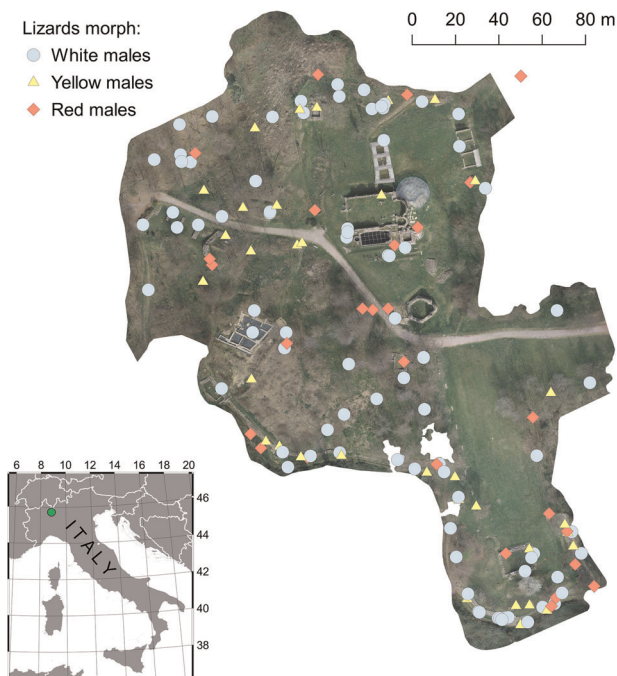 Lizards morph:
White males
Yellow males
Red males
0 20 40 60 80 m
6 8 10 12 14 16 18 20
46
44
42
40
38
ITALY